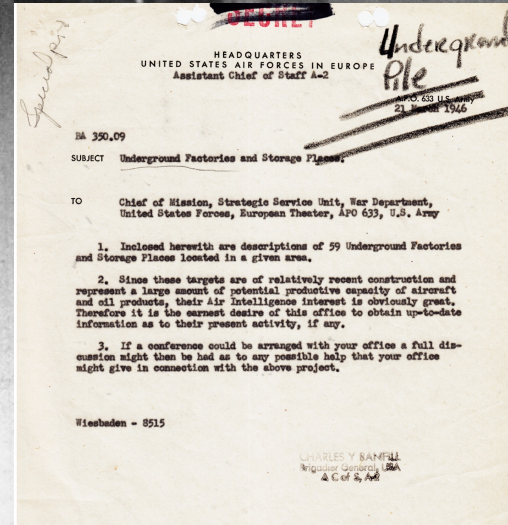 SECRET
HEADQUARTERS
UNITED STATES AIR FORCES IN EUROPE
Assistant Chief of Staff A-2
Underground
Pile
A.P.O. 633 U.S. Army
21 March 1946
BA 350.09
SUBJECT Underground Factories and Storage Places.
TO Chief of Mission, Strategic Service Unit, War Department,
United States Forces, European Theater, APO 633, U.S. Army
1. Inclosed herewith are descriptions of 59 Underground Factories
and Storage Places located in a given area.
2. Since these targets are of relatively recent construction and
represent a large amount of potential productive capacity of aircraft
and oil products, their Air Intelligence interest is obviously great.
Therefore it is the earnest desire of this office to obtain up-to-date
information as to their present activity, if any.
3. If a conference could be arranged with your office a full dis-
cussion might then be had as to any possible help that your office
might give in connection with the above project.
Wiesbaden - 8515
CHARLES Y BANFILL
Brigadier General, USA
A C of S, A-2